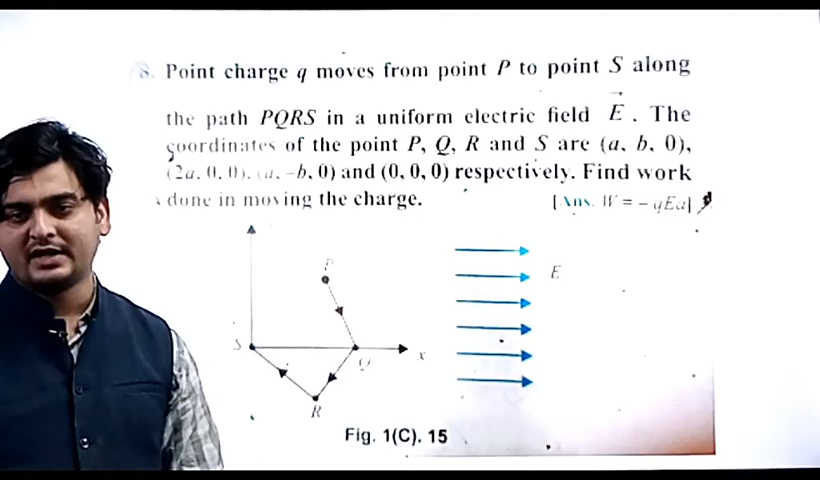 8. Point charge q moves from point P to point S along
the path PQRS in a uniform electric field E⃗ . The
coordinates of the point P, Q, R and S are (a, b, 0),
(2a, 0, 0), (a, −b, 0) and (0, 0, 0) respectively. Find work
done in moving the charge.
[Ans. W = − qEa]
P
E
S
Q
x
R
Fig. 1(C). 15